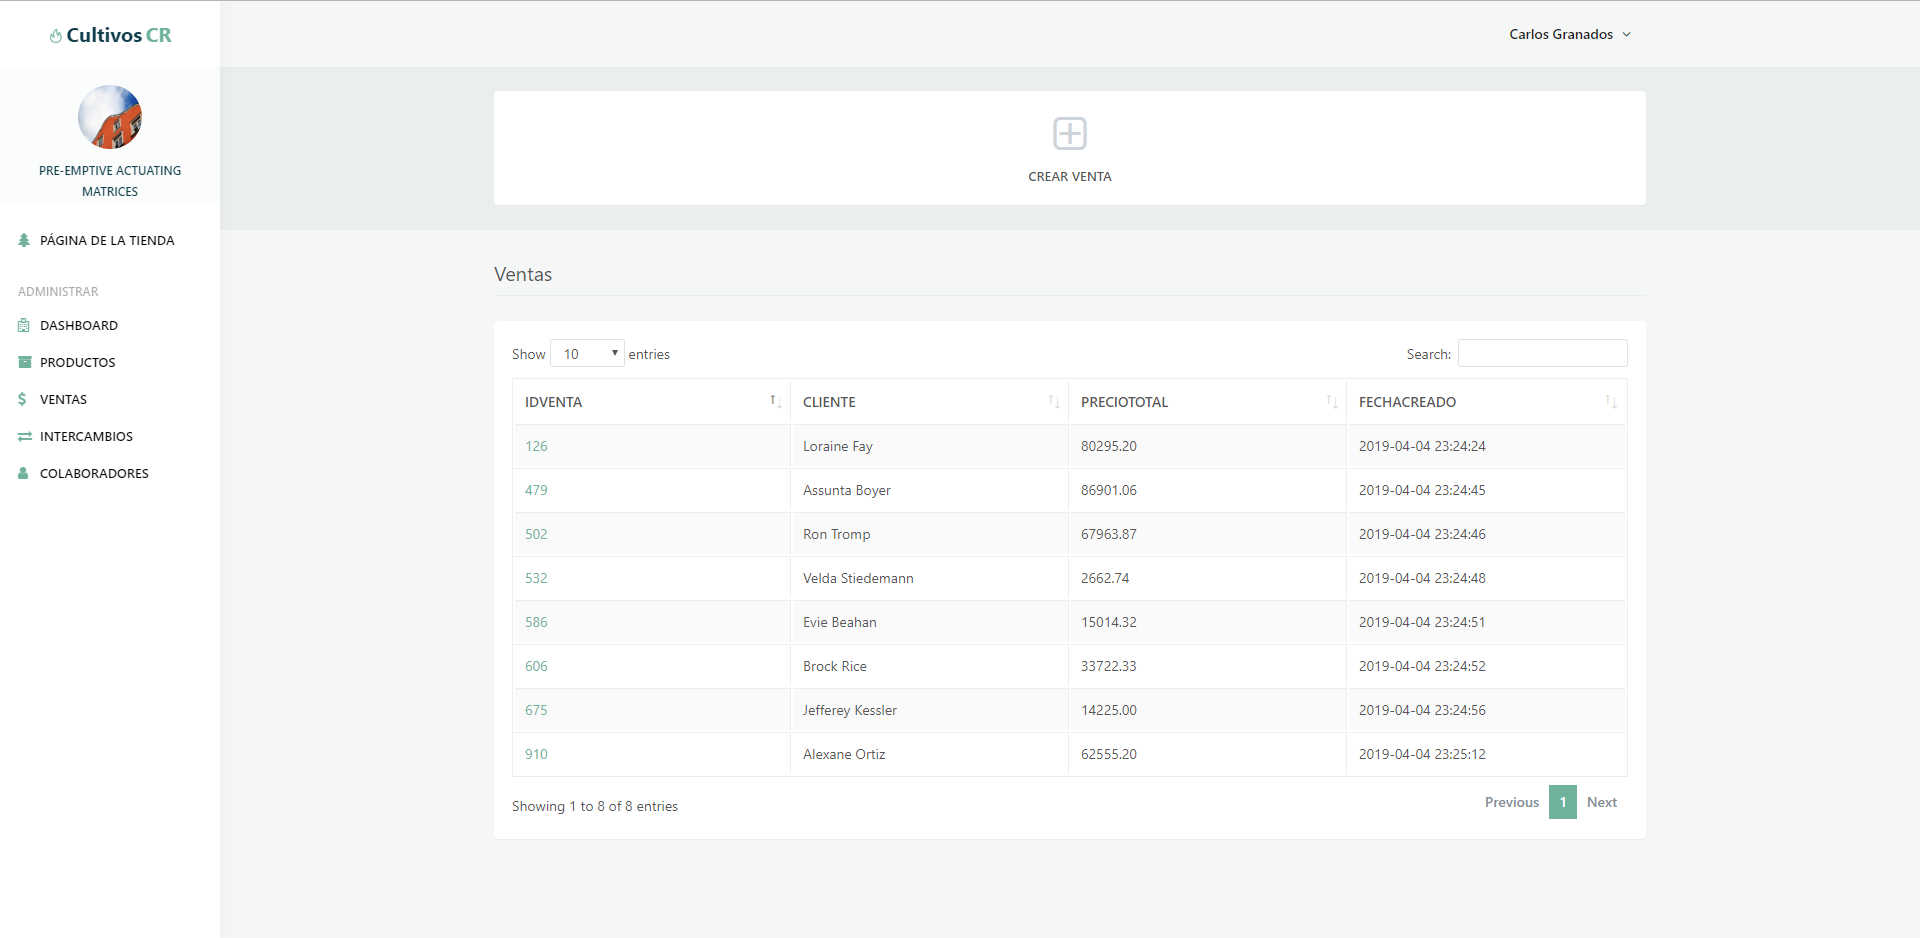 Cultivos CR
Carlos Granados
PRE-EMPTIVE ACTUATING
MATRICES
PÁGINA DE LA TIENDA
ADMINISTRAR
DASHBOARD
PRODUCTOS
VENTAS
INTERCAMBIOS
COLABORADORES
CREAR VENTA
Ventas
Show 10 entries
Search:
IDVENTA CLIENTE PRECIOTOTAL FECHACREADO
126 Loraine Fay 80295.20 2019-04-04 23:24:24
479 Assunta Boyer 86901.06 2019-04-04 23:24:45
502 Ron Tromp 67963.87 2019-04-04 23:24:46
532 Velda Stiedemann 2662.74 2019-04-04 23:24:48
586 Evie Beahan 15014.32 2019-04-04 23:24:51
606 Brock Rice 33722.33 2019-04-04 23:24:52
675 Jefferey Kessler 14225.00 2019-04-04 23:24:56
910 Alexane Ortiz 62555.20 2019-04-04 23:25:12
Showing 1 to 8 of 8 entries
Previous 1 Next